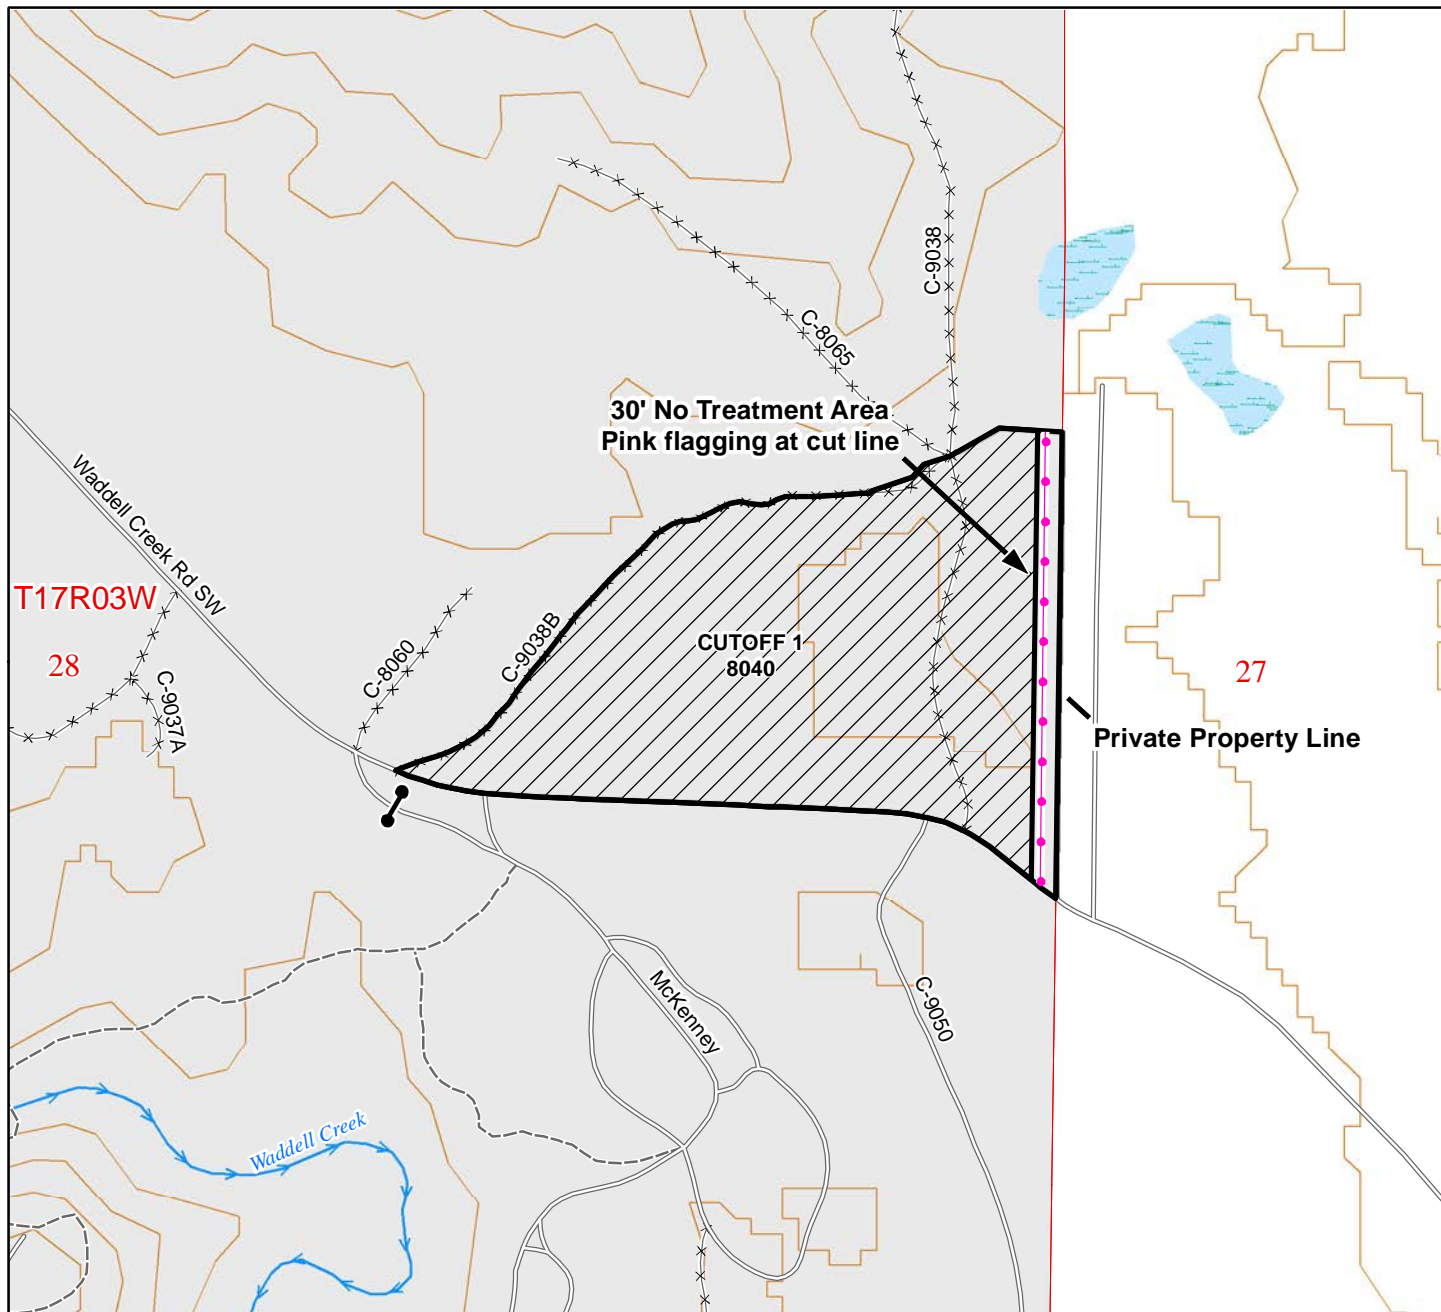 C-9038
C-8065
30' No Treatment Area
Pink flagging at cut line
Waddell Creek Rd SW
T17R03W
28
C-9037A
C-8060
C-9038B
CUTOFF 1
8040
27
Private Property Line
McKenney
C-9050
Waddell Creek